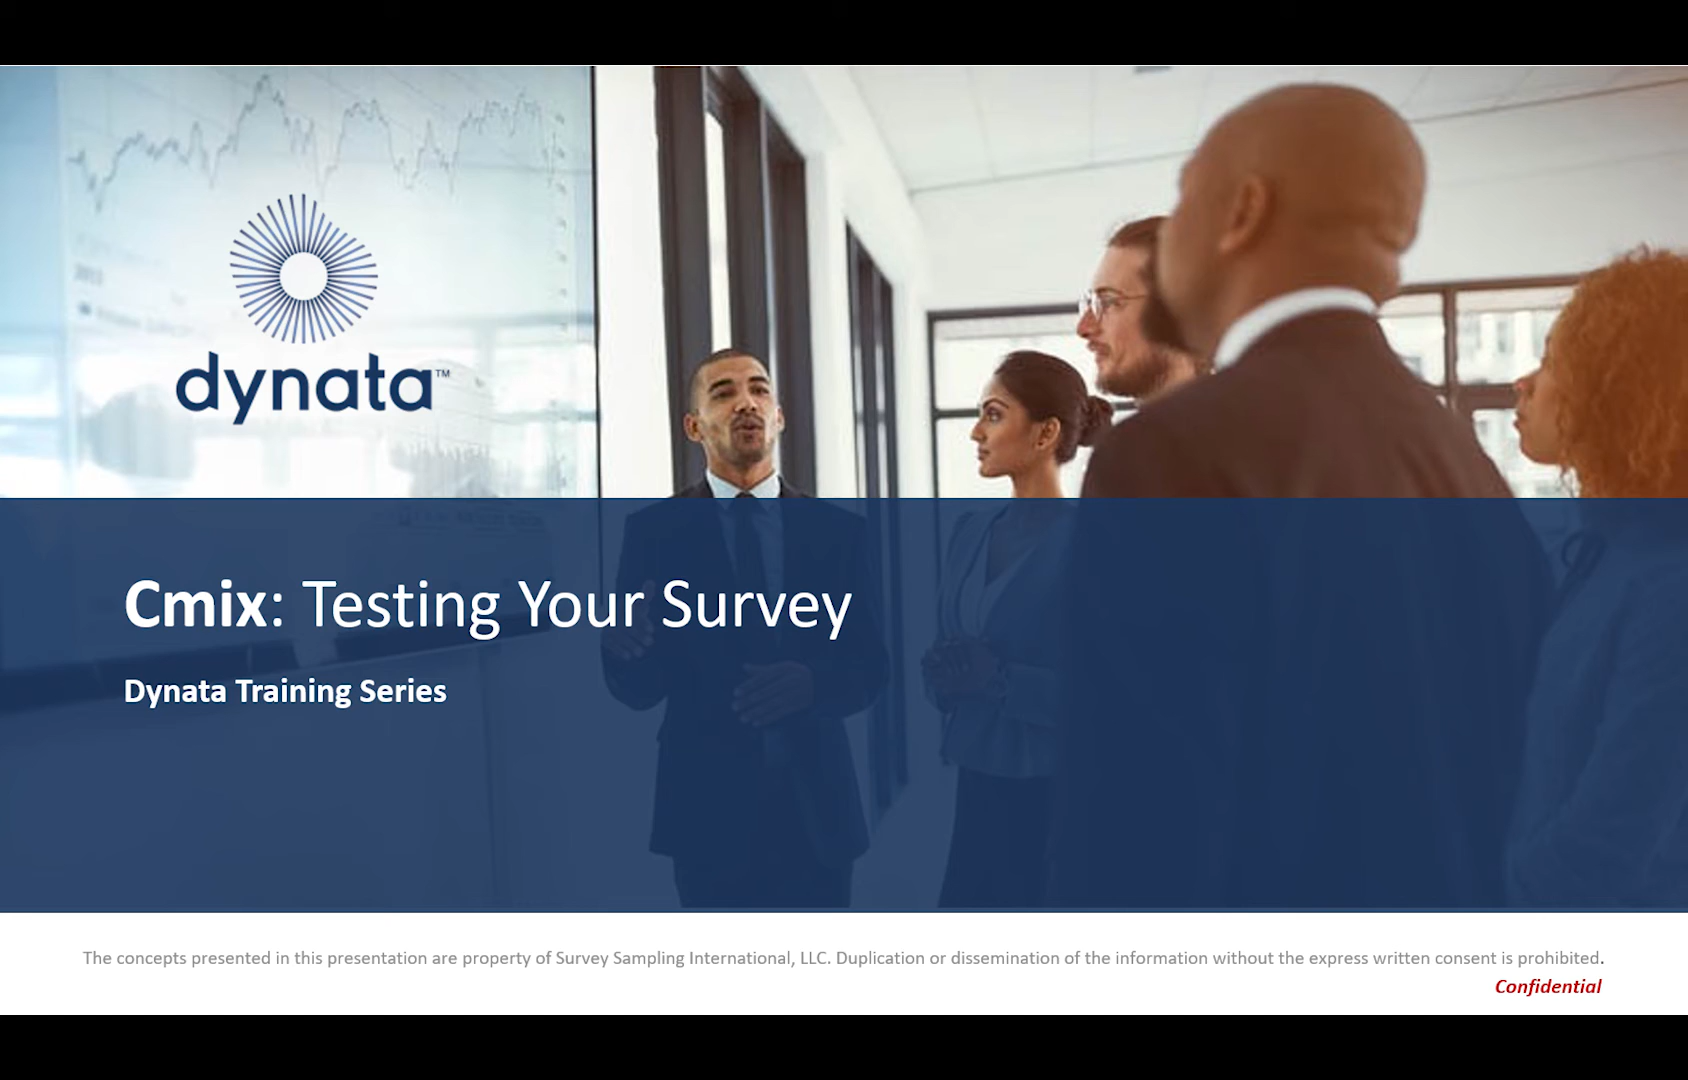 dynata™
Cmix: Testing Your Survey
Dynata Training Series
The concepts presented in this presentation are property of Survey Sampling International, LLC. Duplication or dissemination of the information without the express written consent is prohibited.
Confidential